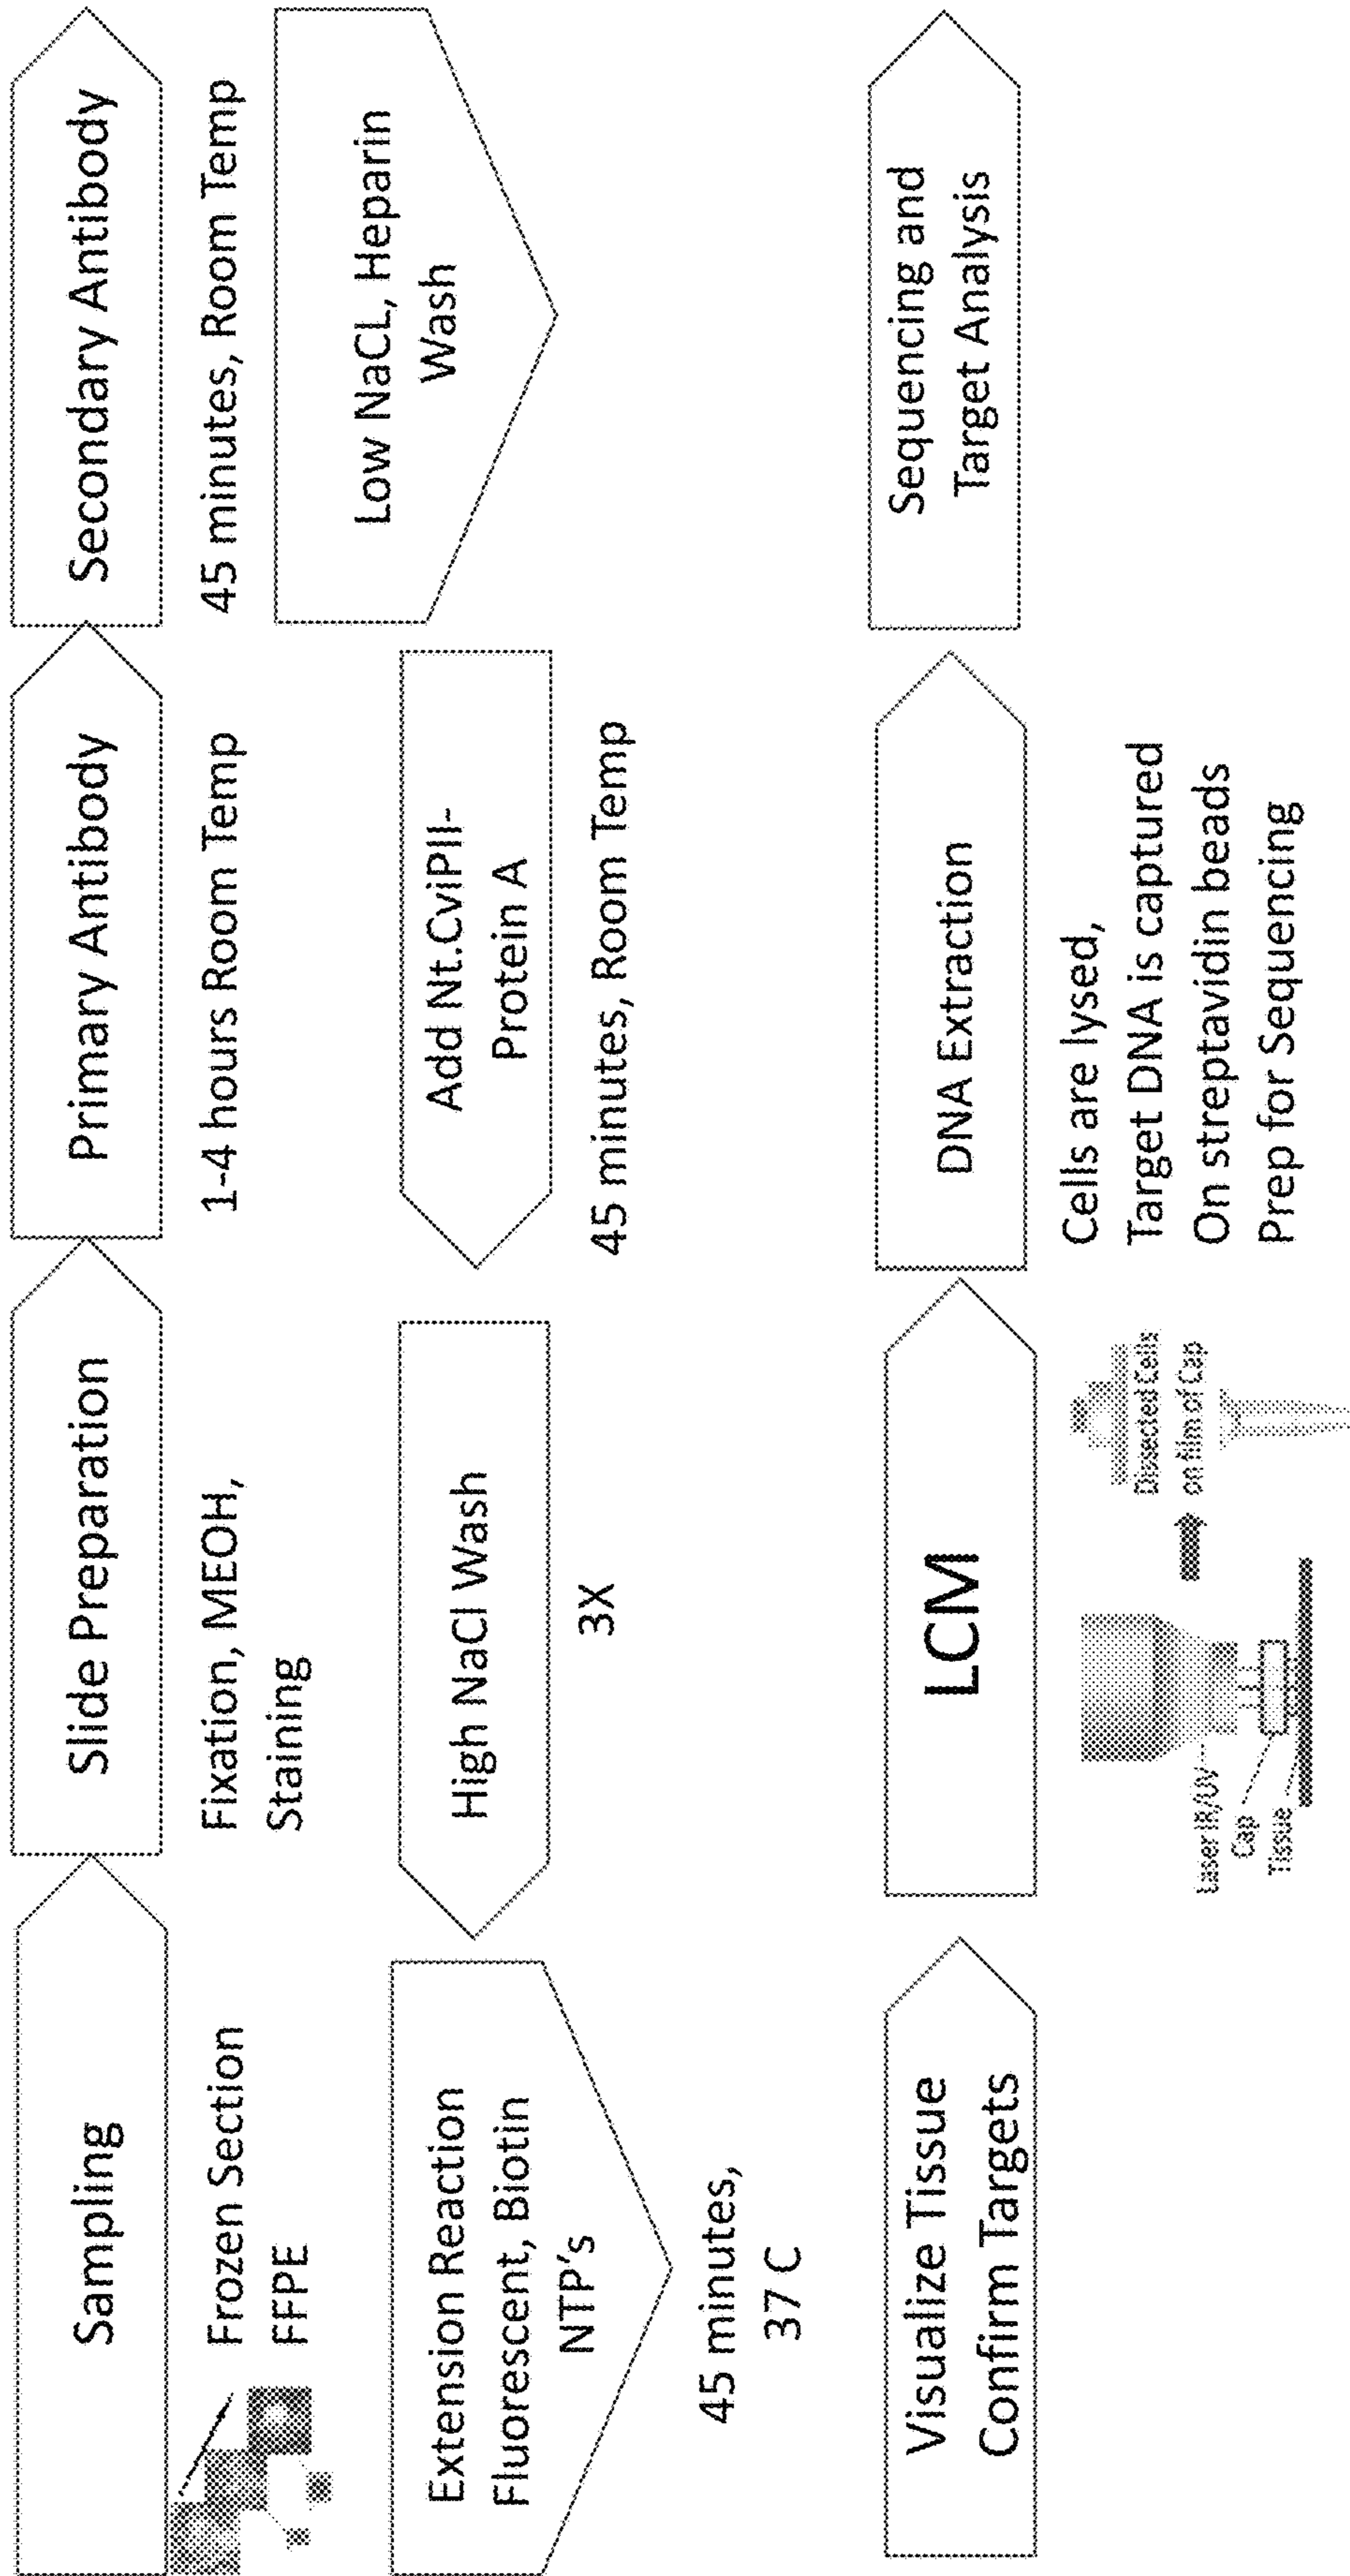 Sampling
Frozen Section
FFPE
Slide Preparation
Fixation, MEOH,
Staining
Primary Antibody
1-4 hours Room Temp
Secondary Antibody
45 minutes, Room Temp
Low NaCL, Heparin
Wash
Add Nt.CviPII-
Protein A
45 minutes, Room Temp
High NaCl Wash
3X
Extension Reaction
Fluorescent, Biotin
NTP's
45 minutes,
37 C
Visualize Tissue
Confirm Targets
LCM
Laser IR/UV
Cap
Tissue
Dissected Cells
on film of Cap
DNA Extraction
Cells are lysed,
Target DNA is captured
On streptavidin beads
Prep for Sequencing
Sequencing and
Target Analysis